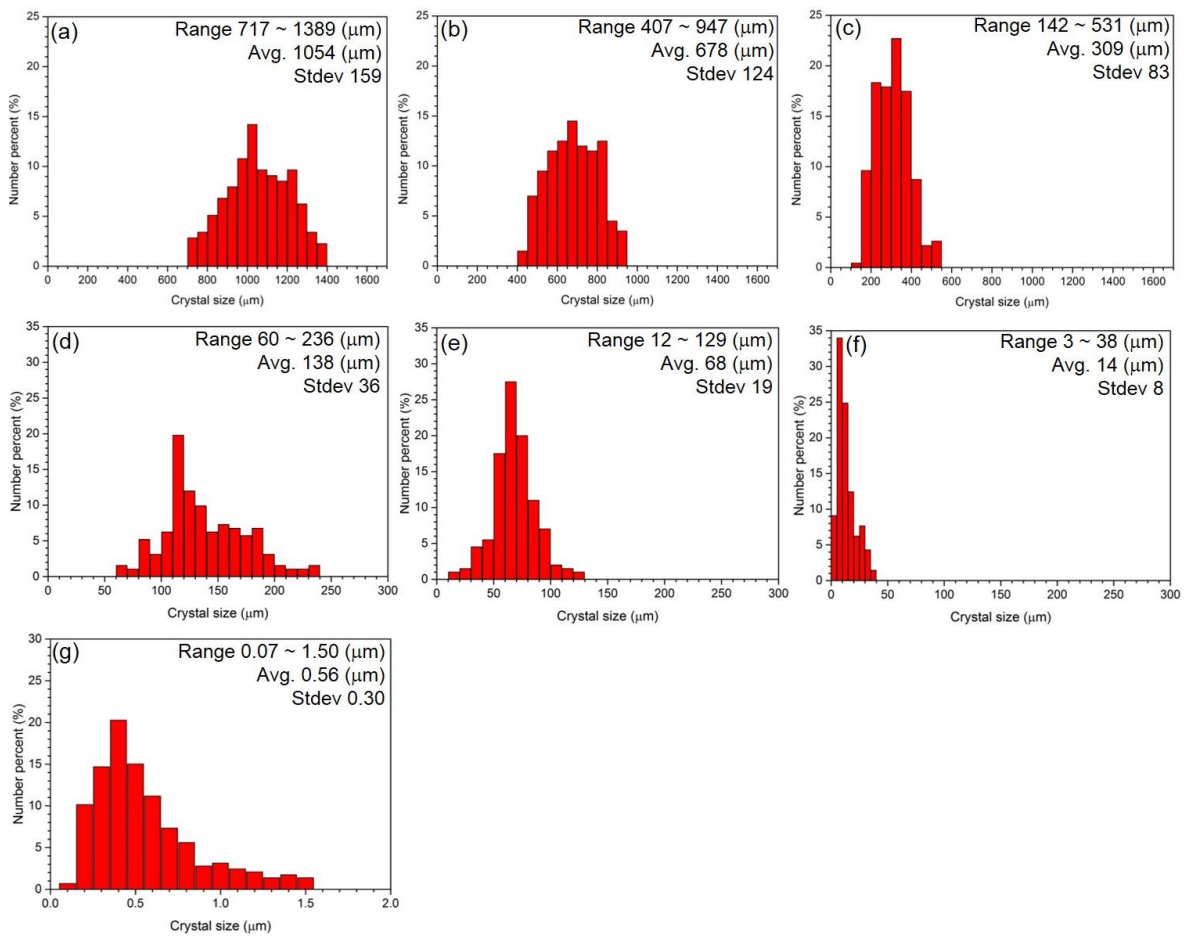 (a)
Range 717 ~ 1389 (μm)
Avg. 1054 (μm)
Stdev 159
Number percent (%)
25
20
15
10
5
0
0 200 400 600 800 1000 1200 1400 1600
Crystal size (μm)
(b)
Range 407 ~ 947 (μm)
Avg. 678 (μm)
Stdev 124
Number percent (%)
25
20
15
10
5
0
0 200 400 600 800 1000 1200 1400 1600
Crystal size (μm)
(c)
Range 142 ~ 531 (μm)
Avg. 309 (μm)
Stdev 83
Number percent (%)
25
20
15
10
5
0
0 200 400 600 800 1000 1200 1400 1600
Crystal size (μm)
(d)
Range 60 ~ 236 (μm)
Avg. 138 (μm)
Stdev 36
Number percent (%)
35
30
25
20
15
10
5
0
0 50 100 150 200 250 300
Crystal size (μm)
(e)
Range 12 ~ 129 (μm)
Avg. 68 (μm)
Stdev 19
Number percent (%)
35
30
25
20
15
10
5
0
0 50 100 150 200 250 300
Crystal size (μm)
(f)
Range 3 ~ 38 (μm)
Avg. 14 (μm)
Stdev 8
Number percent (%)
35
30
25
20
15
10
5
0
0 50 100 150 200 250 300
Crystal size (μm)
(g)
Range 0.07 ~ 1.50 (μm)
Avg. 0.56 (μm)
Stdev 0.30
Number percent (%)
30
25
20
15
10
5
0
0.0 0.5 1.0 1.5 2.0
Crystal size (μm)